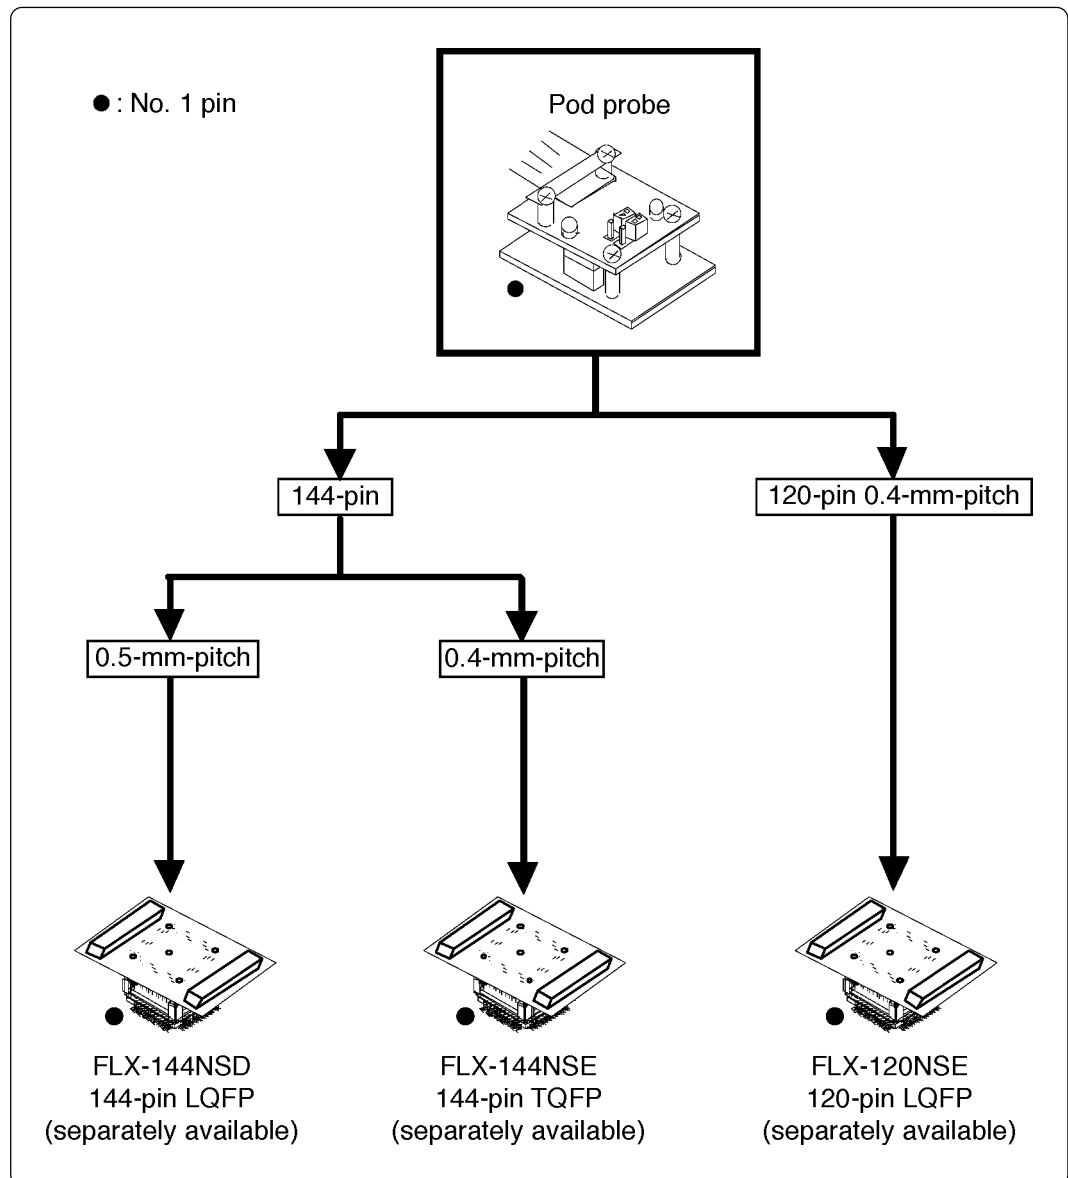 : No. 1 pin
Pod probe
144-pin
120-pin 0.4-mm-pitch
0.5-mm-pitch
0.4-mm-pitch
FLX-144NSD
144-pin LQFP
(separately available)
FLX-144NSE
144-pin TQFP
(separately available)
FLX-120NSE
120-pin LQFP
(separately available)